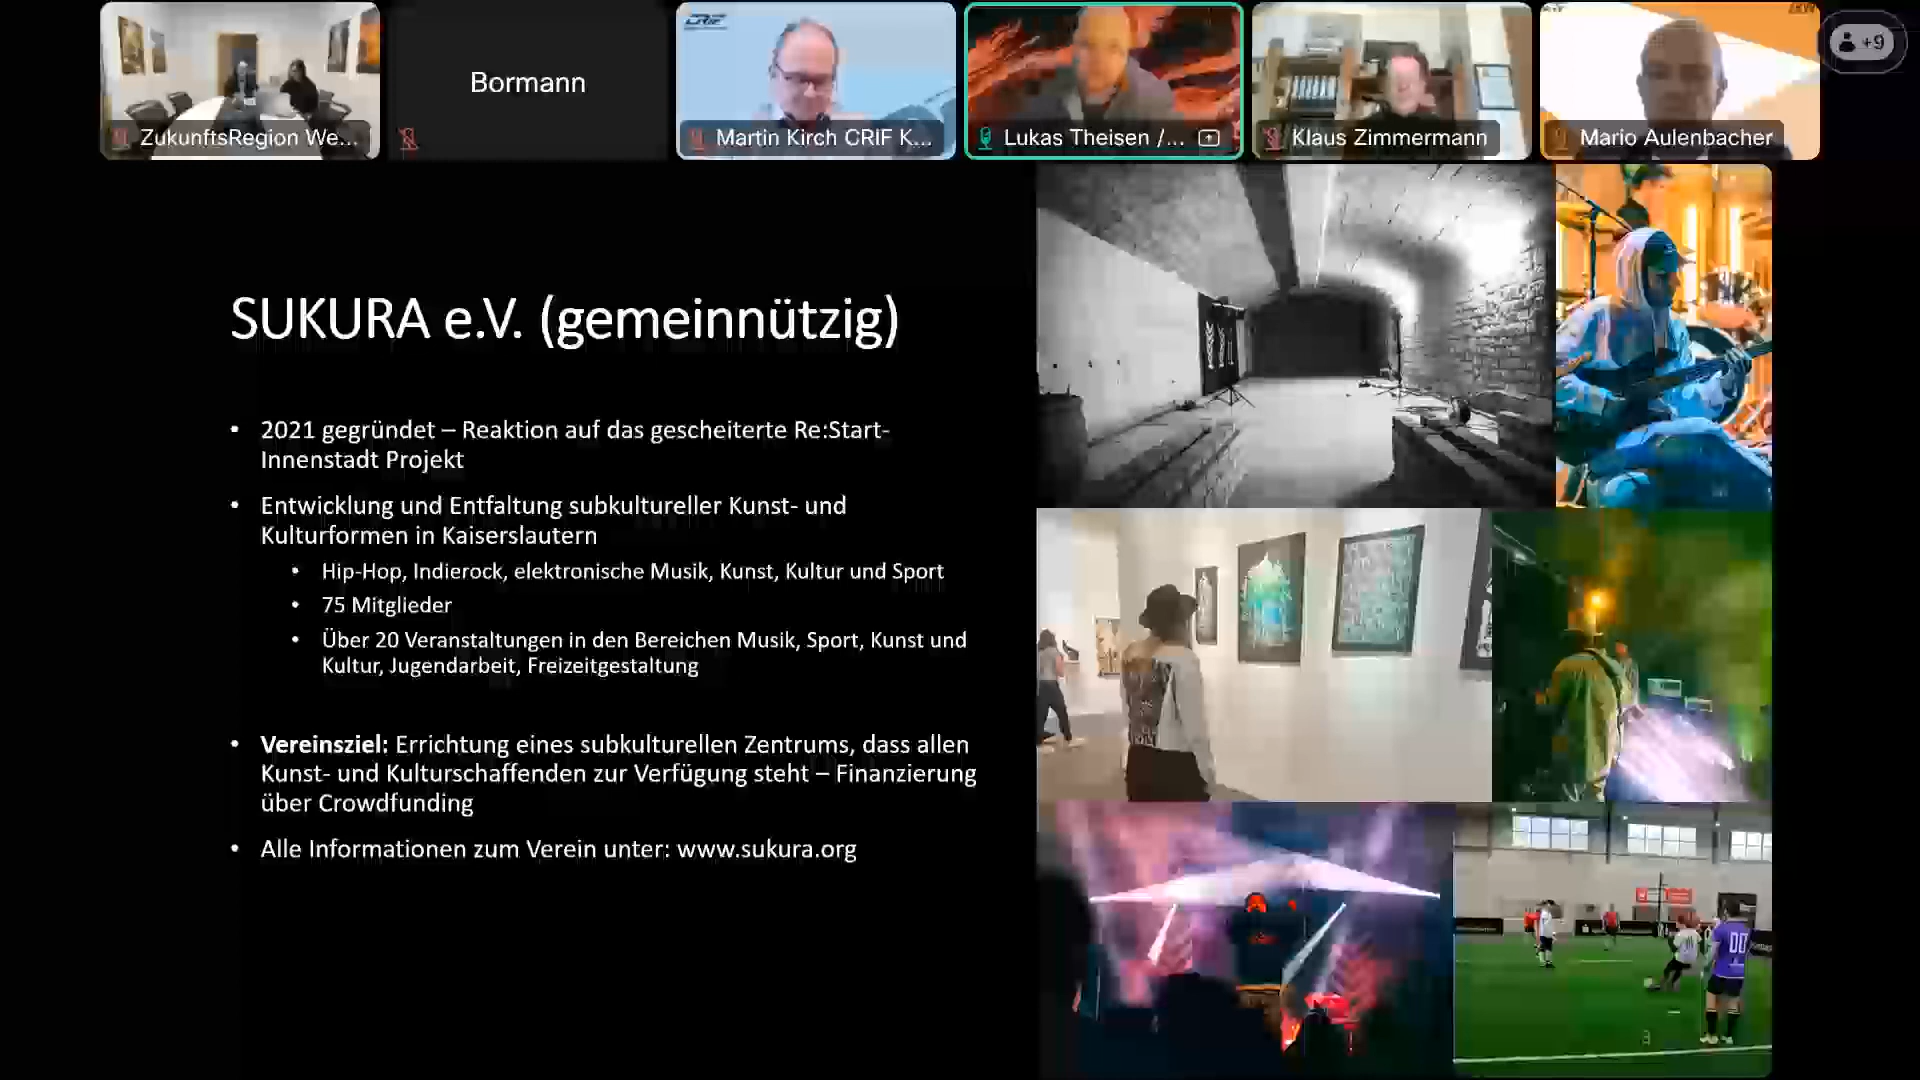 Bormann
+9
ZukunftsRegion We...
Martin Kirch CRIF K...
Lukas Theisen /...
Klaus Zimmermann
Mario Aulenbacher
SUKURA e.V. (gemeinnützig)
• 2021 gegründet – Reaktion auf das gescheiterte Re:Start-
Innenstadt Projekt
• Entwicklung und Entfaltung subkultureller Kunst- und
Kulturformen in Kaiserslautern
• Hip-Hop, Indierock, elektronische Musik, Kunst, Kultur und Sport
• 75 Mitglieder
• Über 20 Veranstaltungen in den Bereichen Musik, Sport, Kunst und
Kultur, Jugendarbeit, Freizeitgestaltung
• Vereinsziel: Errichtung eines subkulturellen Zentrums, dass allen
Kunst- und Kulturschaffenden zur Verfügung steht – Finanzierung
über Crowdfunding
• Alle Informationen zum Verein unter: www.sukura.org
00